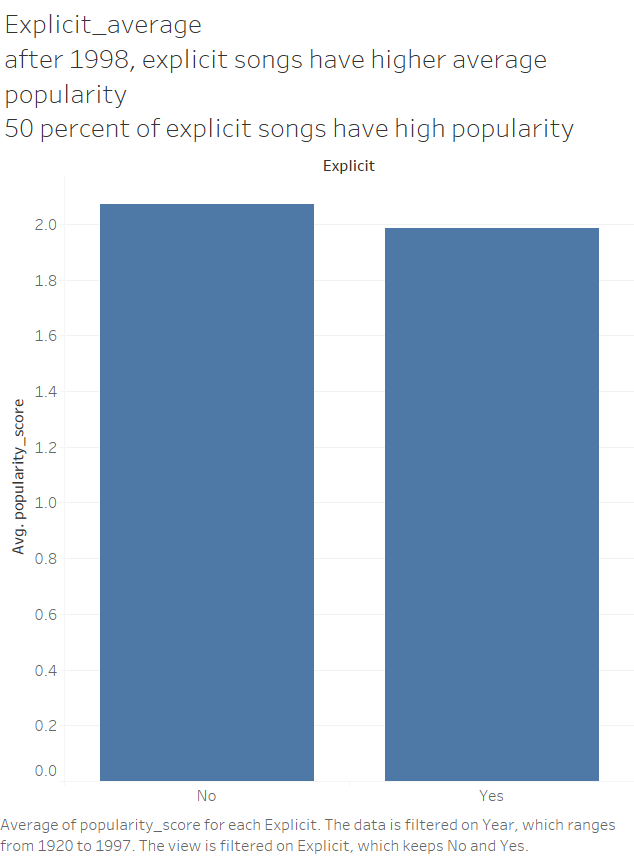 Explicit_average
after 1998, explicit songs have higher average
popularity
50 percent of explicit songs have high popularity
Explicit
2.0
1.8
1.6
1.4
1.2
1.0
0.8
0.6
0.4
0.2
0.0
Avg. popularity_score
No
Yes
Average of popularity_score for each Explicit. The data is filtered on Year, which ranges
from 1920 to 1997. The view is filtered on Explicit, which keeps No and Yes.